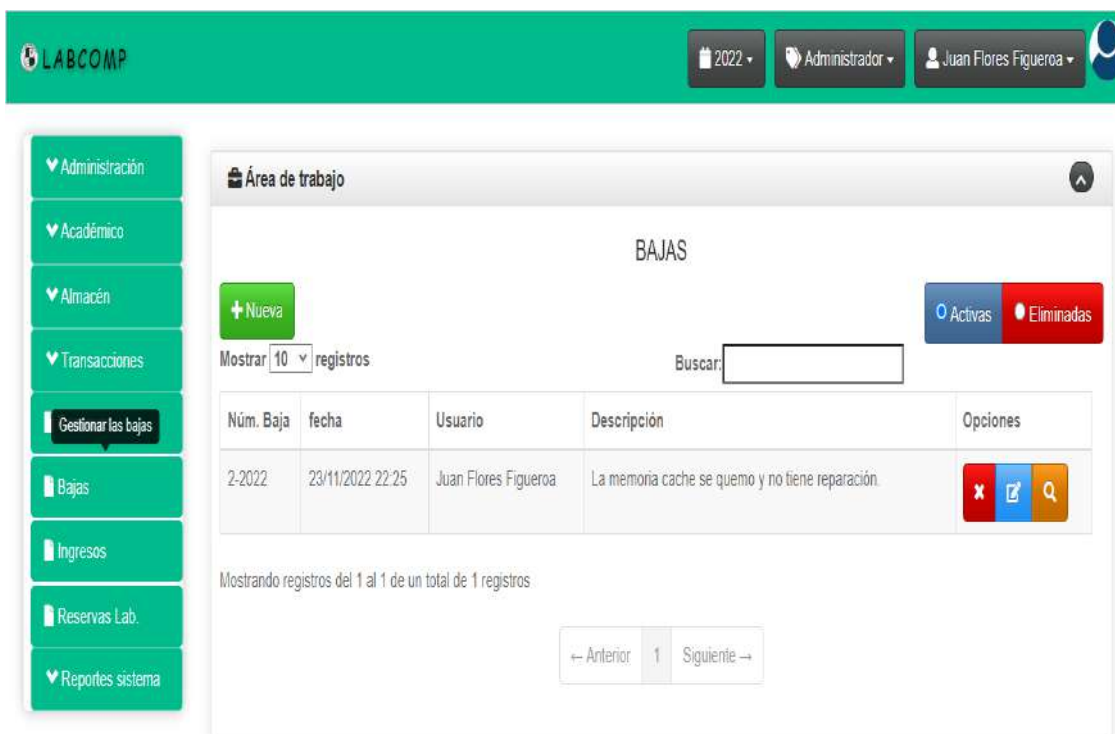 LABCOMP
2022
Administrador
Juan Flores Figueroa
Administración
Académico
Almacén
Transacciones
Gestionar las bajas
Bajas
Ingresos
Reservas Lab.
Reportes sistema
Área de trabajo
BAJAS
Nueva
Activas
Eliminadas
Mostrar 10 registros
Buscar:
Núm. Baja fecha Usuario Descripción Opciones
2-2022 23/11/2022 22:25 Juan Flores Figueroa La memoria cache se quemo y no tiene reparación.
Mostrando registros del 1 al 1 de un total de 1 registros
← Anterior 1 Siguiente →